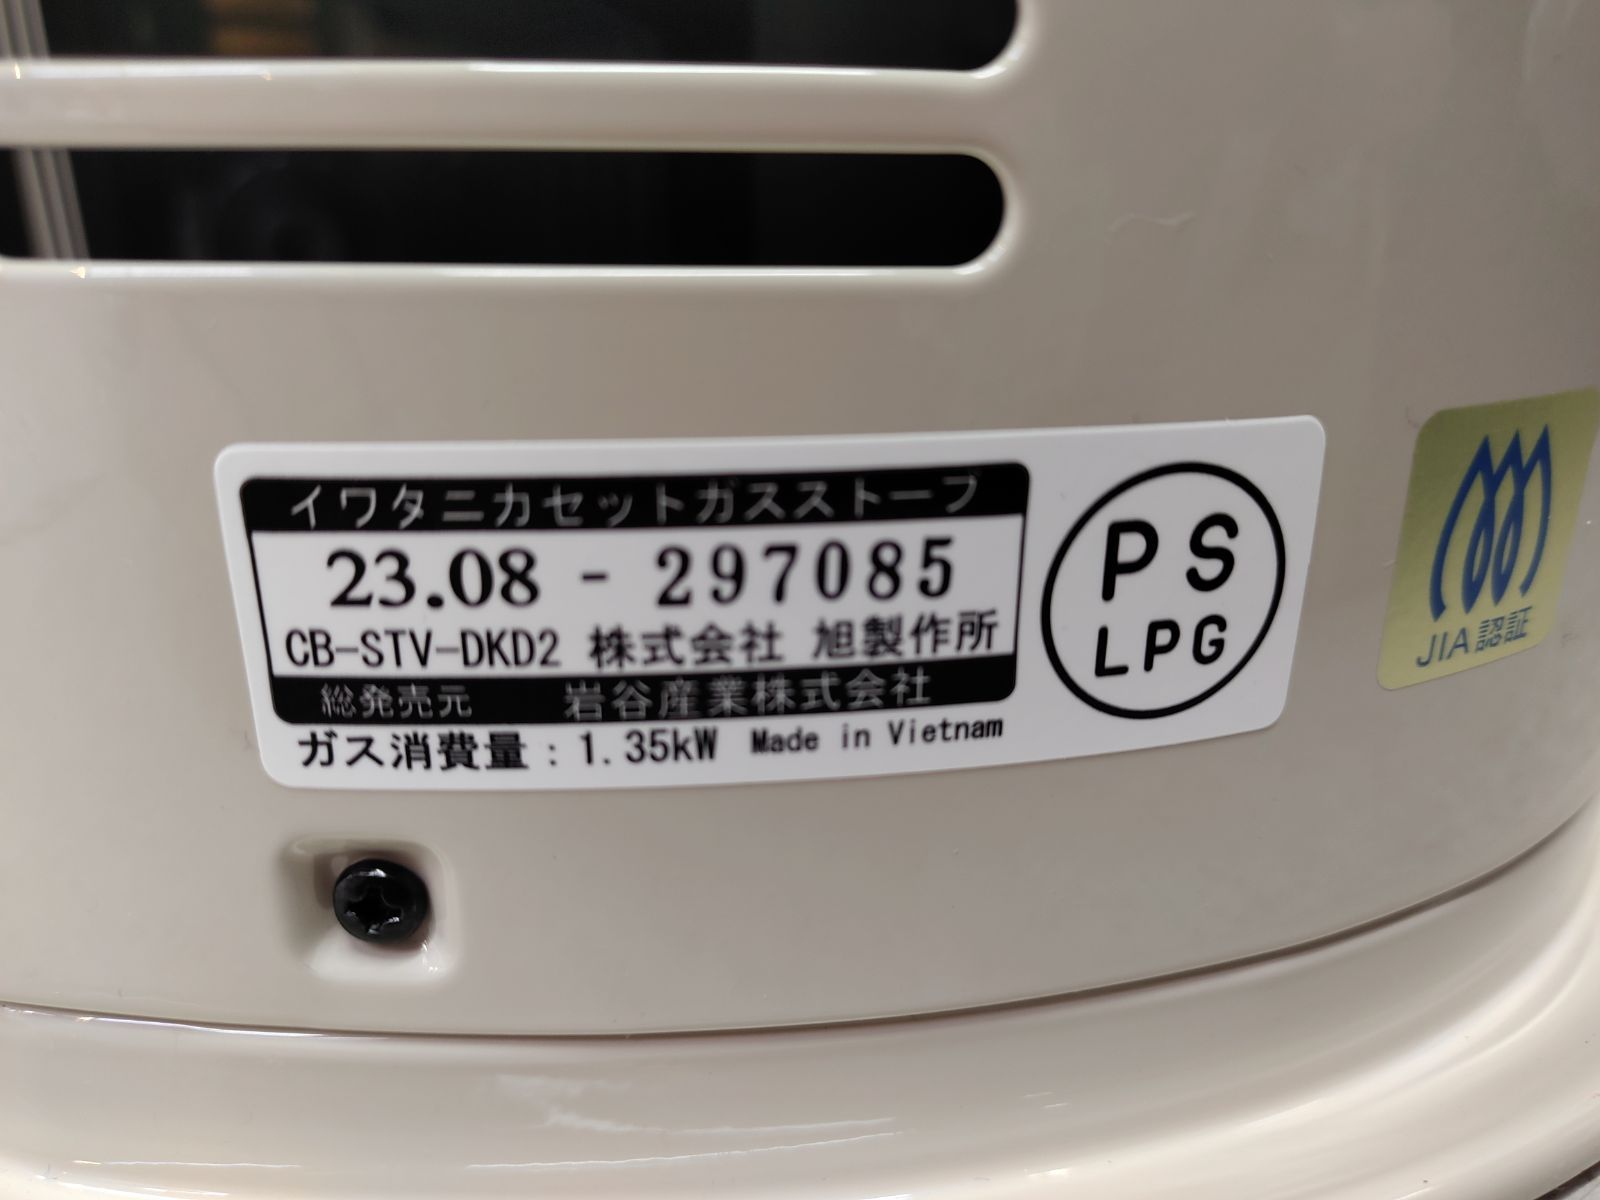 イワタニカセットガスストーブ
23.08 - 297085
CB-STV-DKD2 株式会社 旭製作所
総発売元 岩谷産業株式会社
ガス消費量：1.35kW Made in Vietnam
PS
LPG
JIA認証